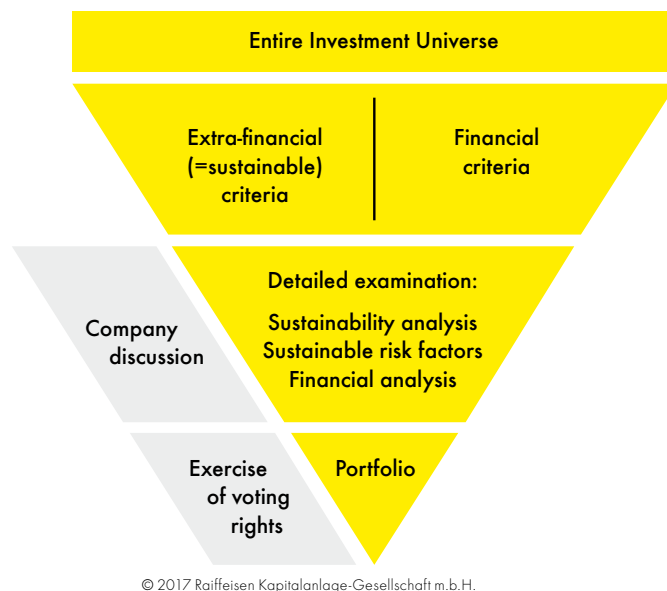 Entire Investment Universe
Extra-financial
(=sustainable)
criteria
Financial
criteria
Detailed examination:
Sustainability analysis
Sustainable risk factors
Financial analysis
Company
discussion
Portfolio
Exercise
of voting
rights
© 2017 Raiffeisen Kapitalanlage-Gesellschaft m.b.H.